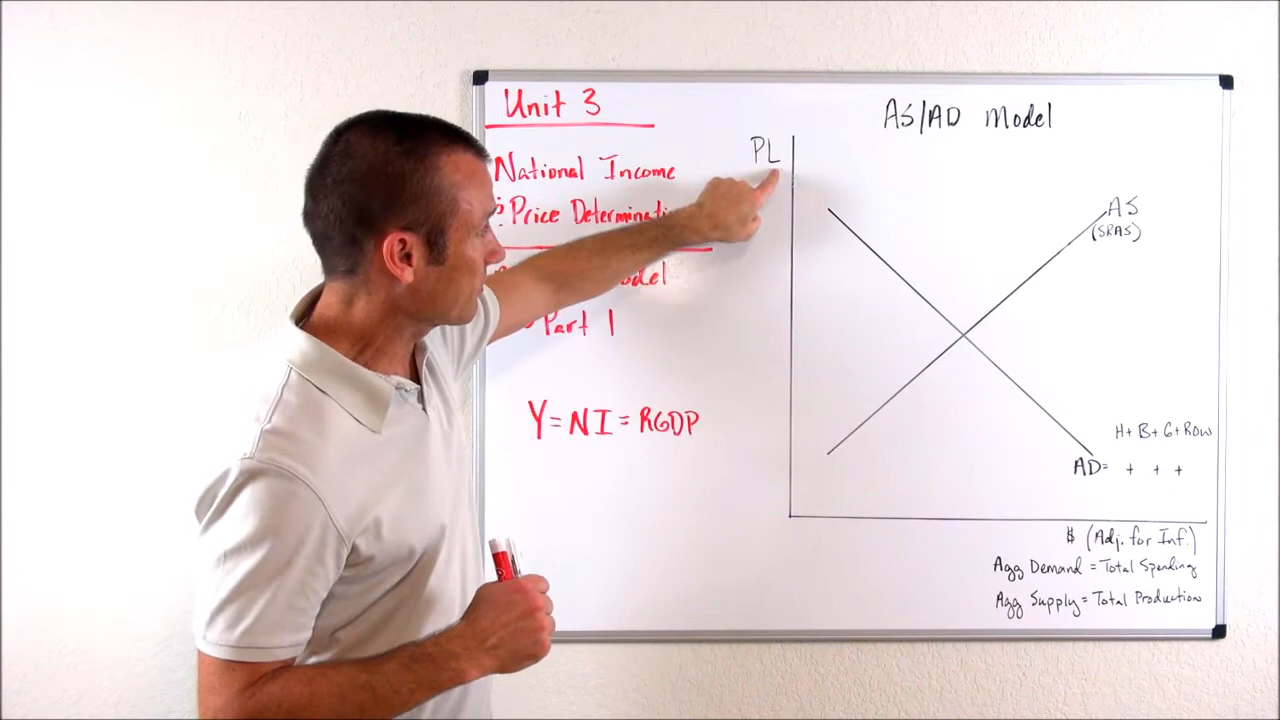 Unit 3
National Income
& Price Determinati
odel
Part 1
Y = NI = RGDP
AS/AD Model
PL
AS
(SRAS)
H + B + G + ROW
AD= + + +
$ (Adj. for Inf.)
Agg Demand = Total Spending
Agg Supply = Total Production